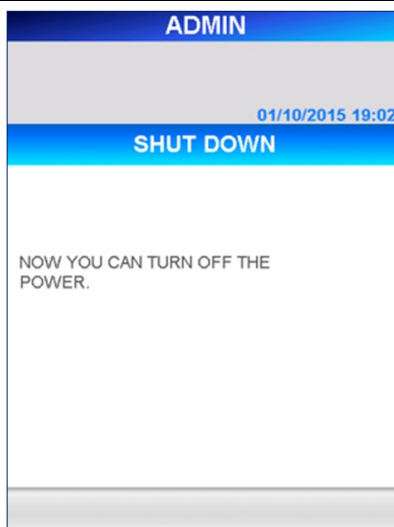 ADMIN
01/10/2015 19:02
SHUT DOWN
NOW YOU CAN TURN OFF THE
POWER.